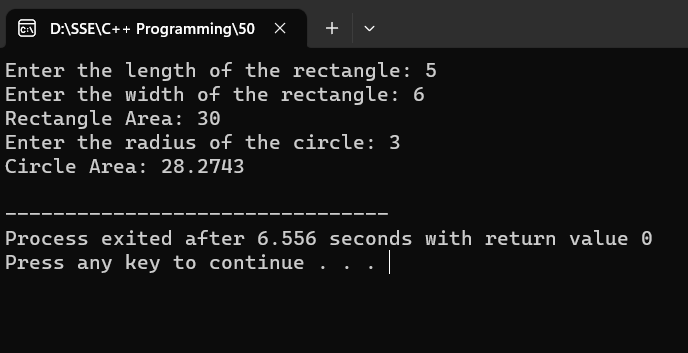 D:\SSE\C++ Programming\50
Enter the length of the rectangle: 5
Enter the width of the rectangle: 6
Rectangle Area: 30
Enter the radius of the circle: 3
Circle Area: 28.2743
--------------------------------
Process exited after 6.556 seconds with return value 0
Press any key to continue . . .